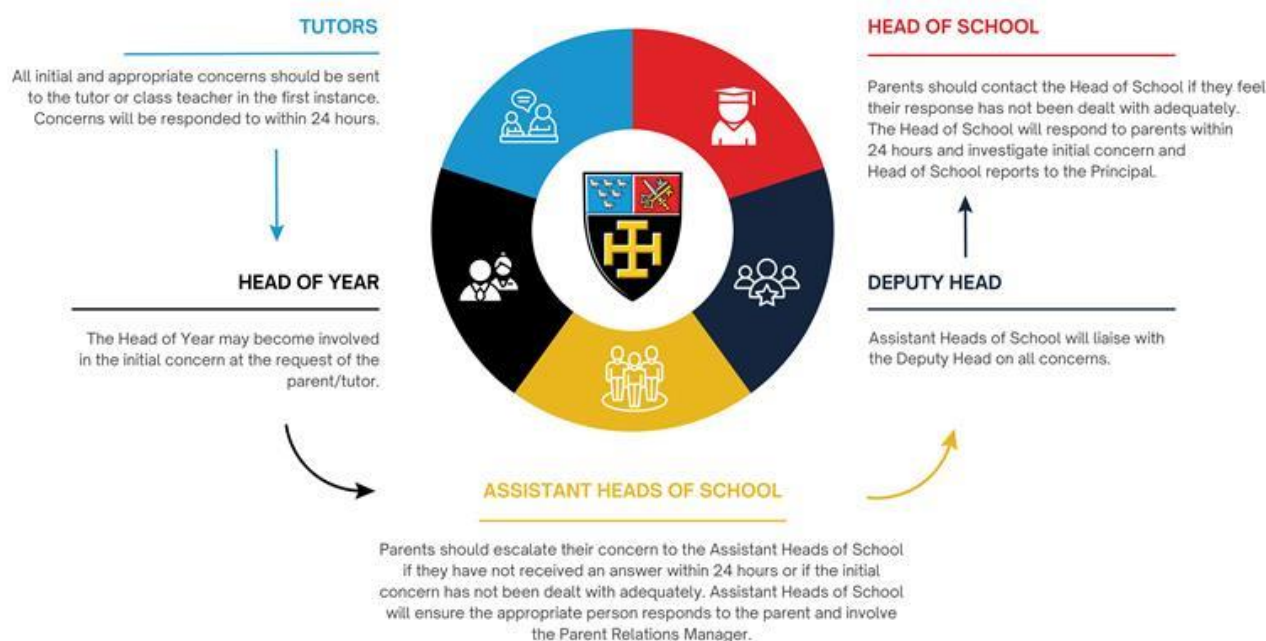 TUTORS
All initial and appropriate concerns should be sent
to the tutor or class teacher in the first instance.
Concerns will be responded to within 24 hours.
HEAD OF YEAR
The Head of Year may become involved
in the initial concern at the request of the
parent/tutor.
ASSISTANT HEADS OF SCHOOL
Parents should escalate their concern to the Assistant Heads of School
if they have not received an answer within 24 hours or if the initial
concern has not been dealt with adequately. Assistant Heads of School
will ensure the appropriate person responds to the parent and involve
the Parent Relations Manager.
DEPUTY HEAD
Assistant Heads of School will liaise with
the Deputy Head on all concerns.
HEAD OF SCHOOL
Parents should contact the Head of School if they feel
their response has not been dealt with adequately.
The Head of School will respond to parents within
24 hours and investigate initial concern and
Head of School reports to the Principal.